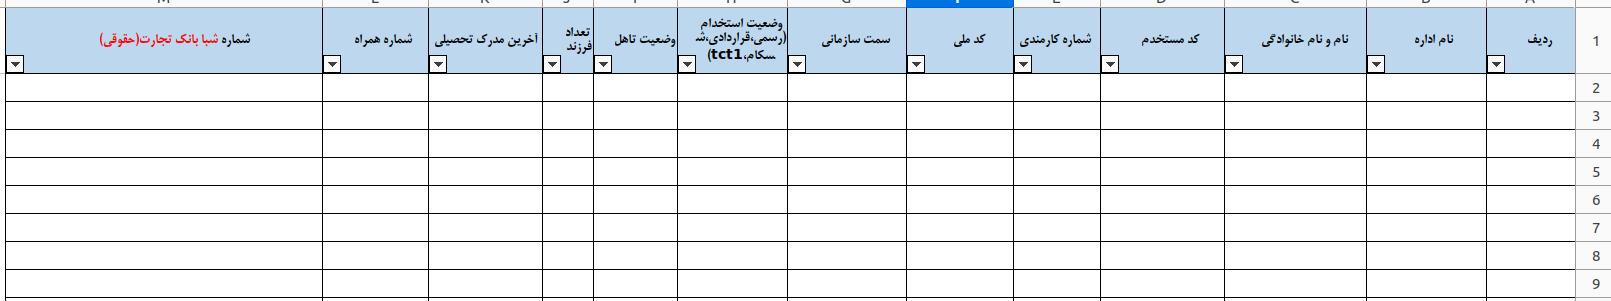 ردیف
نام اداره
نام و نام خانوادگی
کد مستخدم
شماره کارمندی
کد ملی
سمت سازمانی
وضعیت استخدام
(رسمی،قراردادی،ش
سکام،tct1)
وضعیت تاهل
تعداد
فرزند
آخرین مدرک تحصیلی
شماره همراه
شماره شبا بانک تجارت(حقوقی)
1
2
3
4
5
6
7
8
9